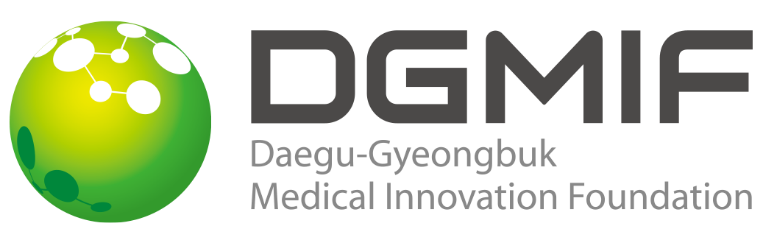 DGMIF
Daegu-Gyeongbuk
Medical Innovation Foundation